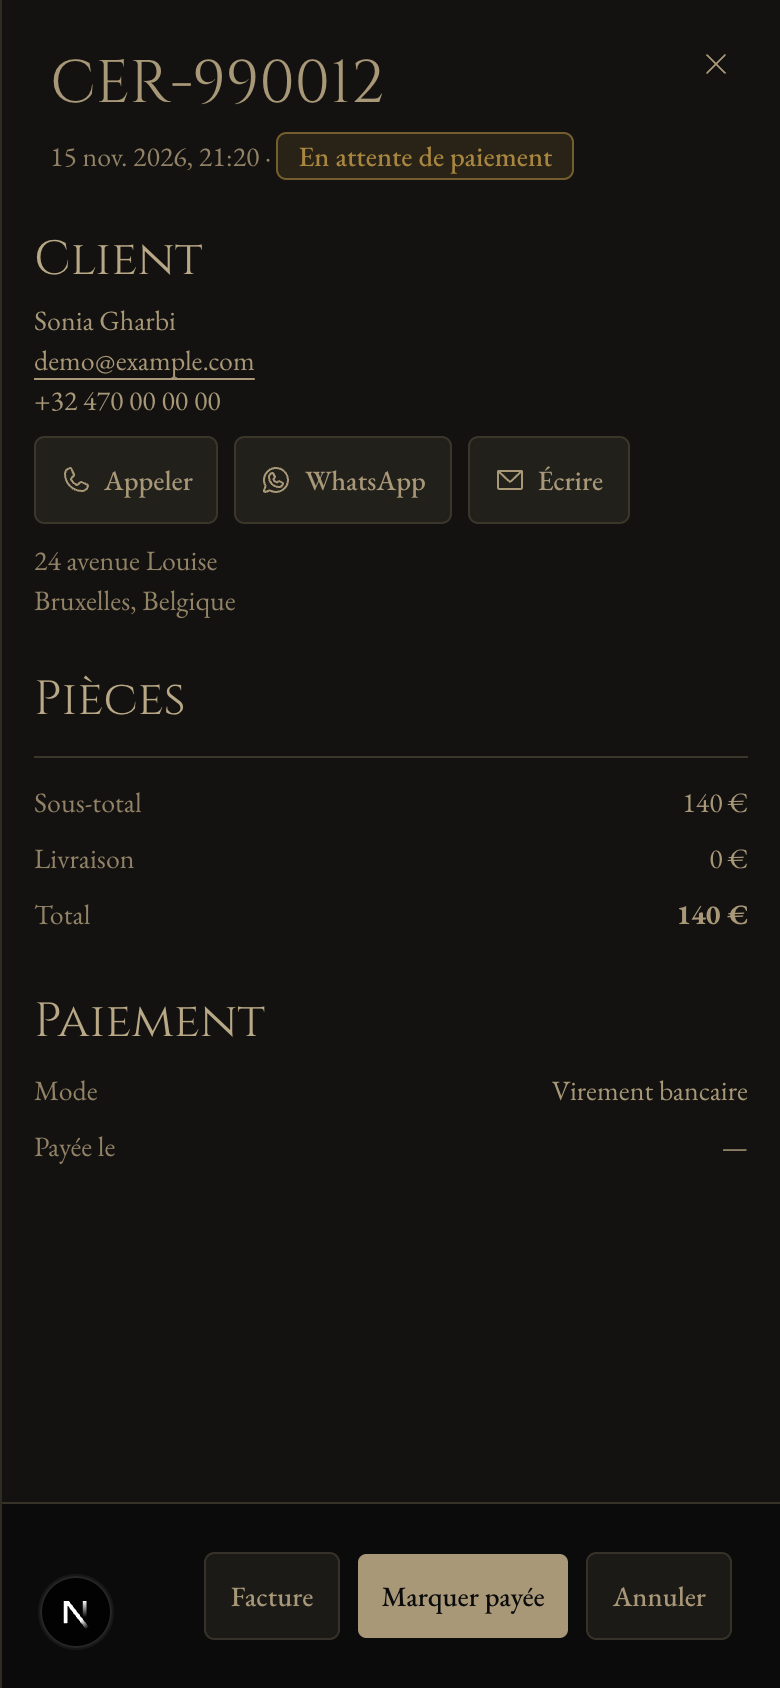 CER-990012
15 nov. 2026, 21:20 · En attente de paiement
Client
Sonia Gharbi
demo@example.com
+32 470 00 00 00
Appeler WhatsApp Écrire
24 avenue Louise
Bruxelles, Belgique
Pièces
Sous-total 140 €
Livraison 0 €
Total 140 €
Paiement
Mode Virement bancaire
Payée le —
N Facture Marquer payée Annuler